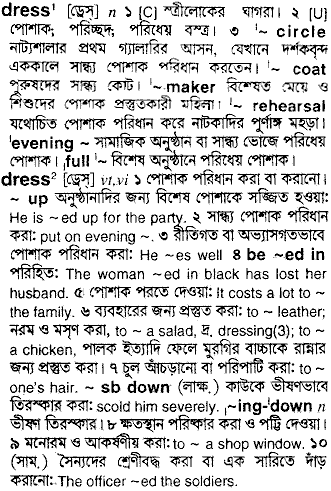 dress¹ [ড্রেস্] n ১ [C] স্ত্রীলোকের ঘাগরা। ২ [U]
পোশাক, পরিচ্ছদ, পরিধেয় বস্ত্র। ৩ ~ circle
নাট্যশালার প্রথম গ্যালারির আসন, যেখানে দর্শকবৃন্দ
এককালে সান্ধ্য পোশাক পরিধান করতেন। ˈ~ coat
পুরুষদের সান্ধ্য কোট। ˈ~maker বিশেষত মেয়ে ও
শিশুদের পোশাক প্রস্তুতকারী মহিলা। ˈ~ rehearsal
যথোচিত পোশাক পরিধান করে নাটকাদির পূর্ণাঙ্গ মহড়া।
ˈevening ~ সামাজিক অনুষ্ঠান বা সান্ধ্য ভোজে পরিধেয়
পোশাক। ˌfull ˈ~ বিশেষ অনুষ্ঠানে পরিধেয় পোশাক।
dress² [ড্রেস্] vt,vi ১ পোশাক পরিধান করা বা করানো।
~ up অনুষ্ঠানাদির জন্য বিশেষ পোশাকে সজ্জিত হওয়া:
He is ~ed up for the party. ২ সান্ধ্য পোশাক পরিধান
করা: put on evening ~. ৩ রীতিগত বা অভ্যাসগতভাবে
পোশাক পরিধান করা: He ~es well 8 be ~ed in
পরিহিত: The woman ~ed in black has lost her
husband. ৫ পোশাক পরতে দেওয়া: It costs a lot to ~
the family. ৬ ব্যবহারের জন্য প্রস্তুত করা: to ~ leather;
নরম ও মসৃণ করা, to ~ a salad, দ্র. dressing(3); to ~
a chicken, পালক ইত্যাদি ফেলে মুরগির বাচ্চাকে রান্নার
জন্য প্রস্তুত করা। ৭ চুল আঁচড়ানো বা পরিপাটি করা: to ~
one's hair. ~ sb down (লাক্ষ.) কাউকে ভীষণভাবে
তিরস্কার করা: scold him severely. ˌ~ing-ˈdown n
ভীষণ তিরস্কার। ৮ ক্ষতস্থান পরিষ্কার করা ও পট্টি দেওয়া।
৯ মনোরম ও আকর্ষণীয় করা: to ~ a shop window. ১০
(সাম.) সৈন্যদের শ্রেণীবদ্ধ করা বা এক সারিতে দাঁড়
করানো: The officer ~ed the soldiers.